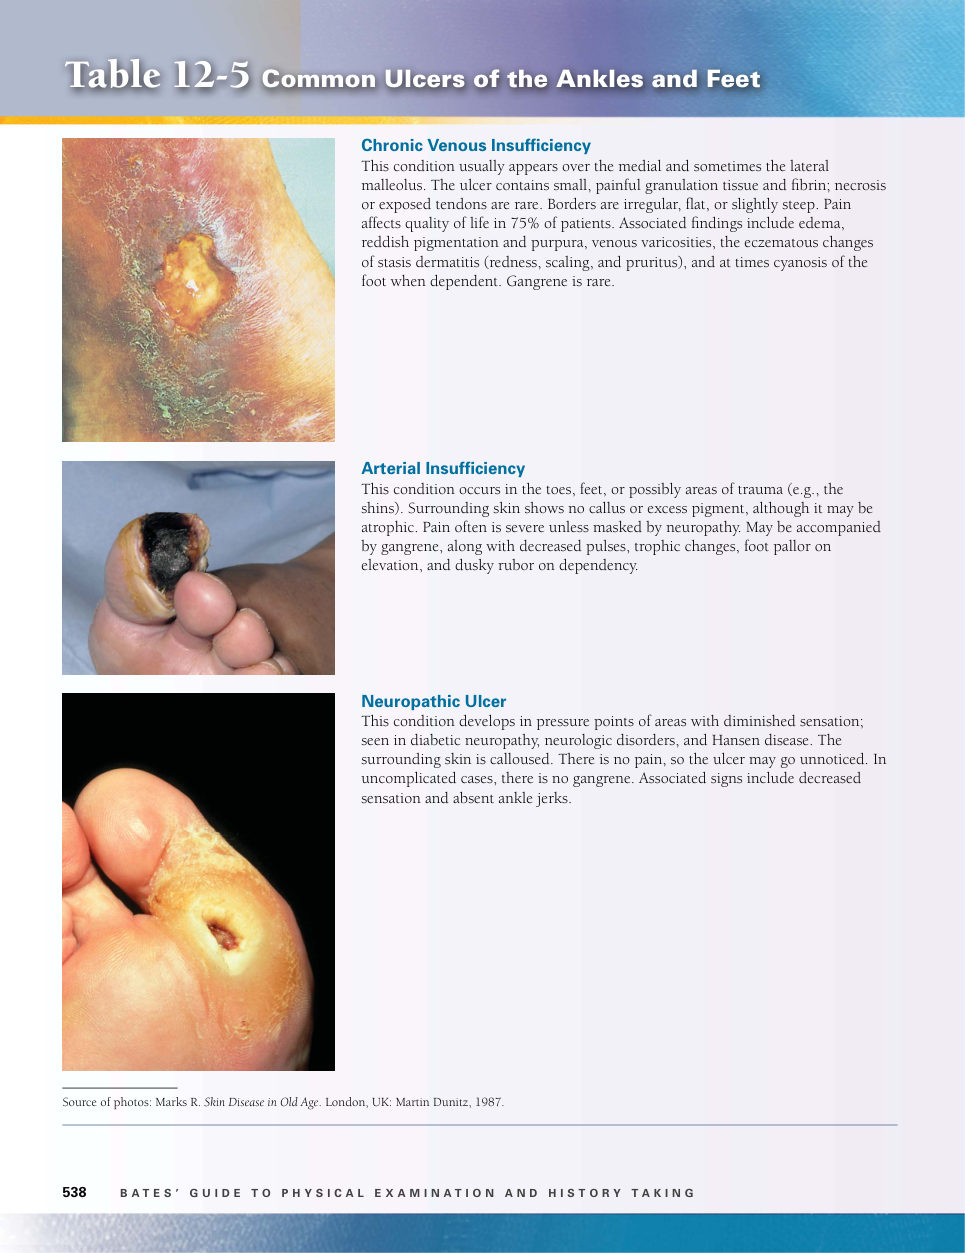 Table 12-5 Common Ulcers of the Ankles and Feet
Chronic Venous Insufficiency
This condition usually appears over the medial and sometimes the lateral
malleolus. The ulcer contains small, painful granulation tissue and fibrin; necrosis
or exposed tendons are rare. Borders are irregular, flat, or slightly steep. Pain
affects quality of life in 75% of patients. Associated findings include edema,
reddish pigmentation and purpura, venous varicosities, the eczematous changes
of stasis dermatitis (redness, scaling, and pruritus), and at times cyanosis of the
foot when dependent. Gangrene is rare.
Arterial Insufficiency
This condition occurs in the toes, feet, or possibly areas of trauma (e.g., the
shins). Surrounding skin shows no callus or excess pigment, although it may be
atrophic. Pain often is severe unless masked by neuropathy. May be accompanied
by gangrene, along with decreased pulses, trophic changes, foot pallor on
elevation, and dusky rubor on dependency.
Neuropathic Ulcer
This condition develops in pressure points of areas with diminished sensation;
seen in diabetic neuropathy, neurologic disorders, and Hansen disease. The
surrounding skin is calloused. There is no pain, so the ulcer may go unnoticed. In
uncomplicated cases, there is no gangrene. Associated signs include decreased
sensation and absent ankle jerks.
Source of photos: Marks R. Skin Disease in Old Age. London, UK: Martin Dunitz, 1987.
538 BATES' GUIDE TO PHYSICAL EXAMINATION AND HISTORY TAKING